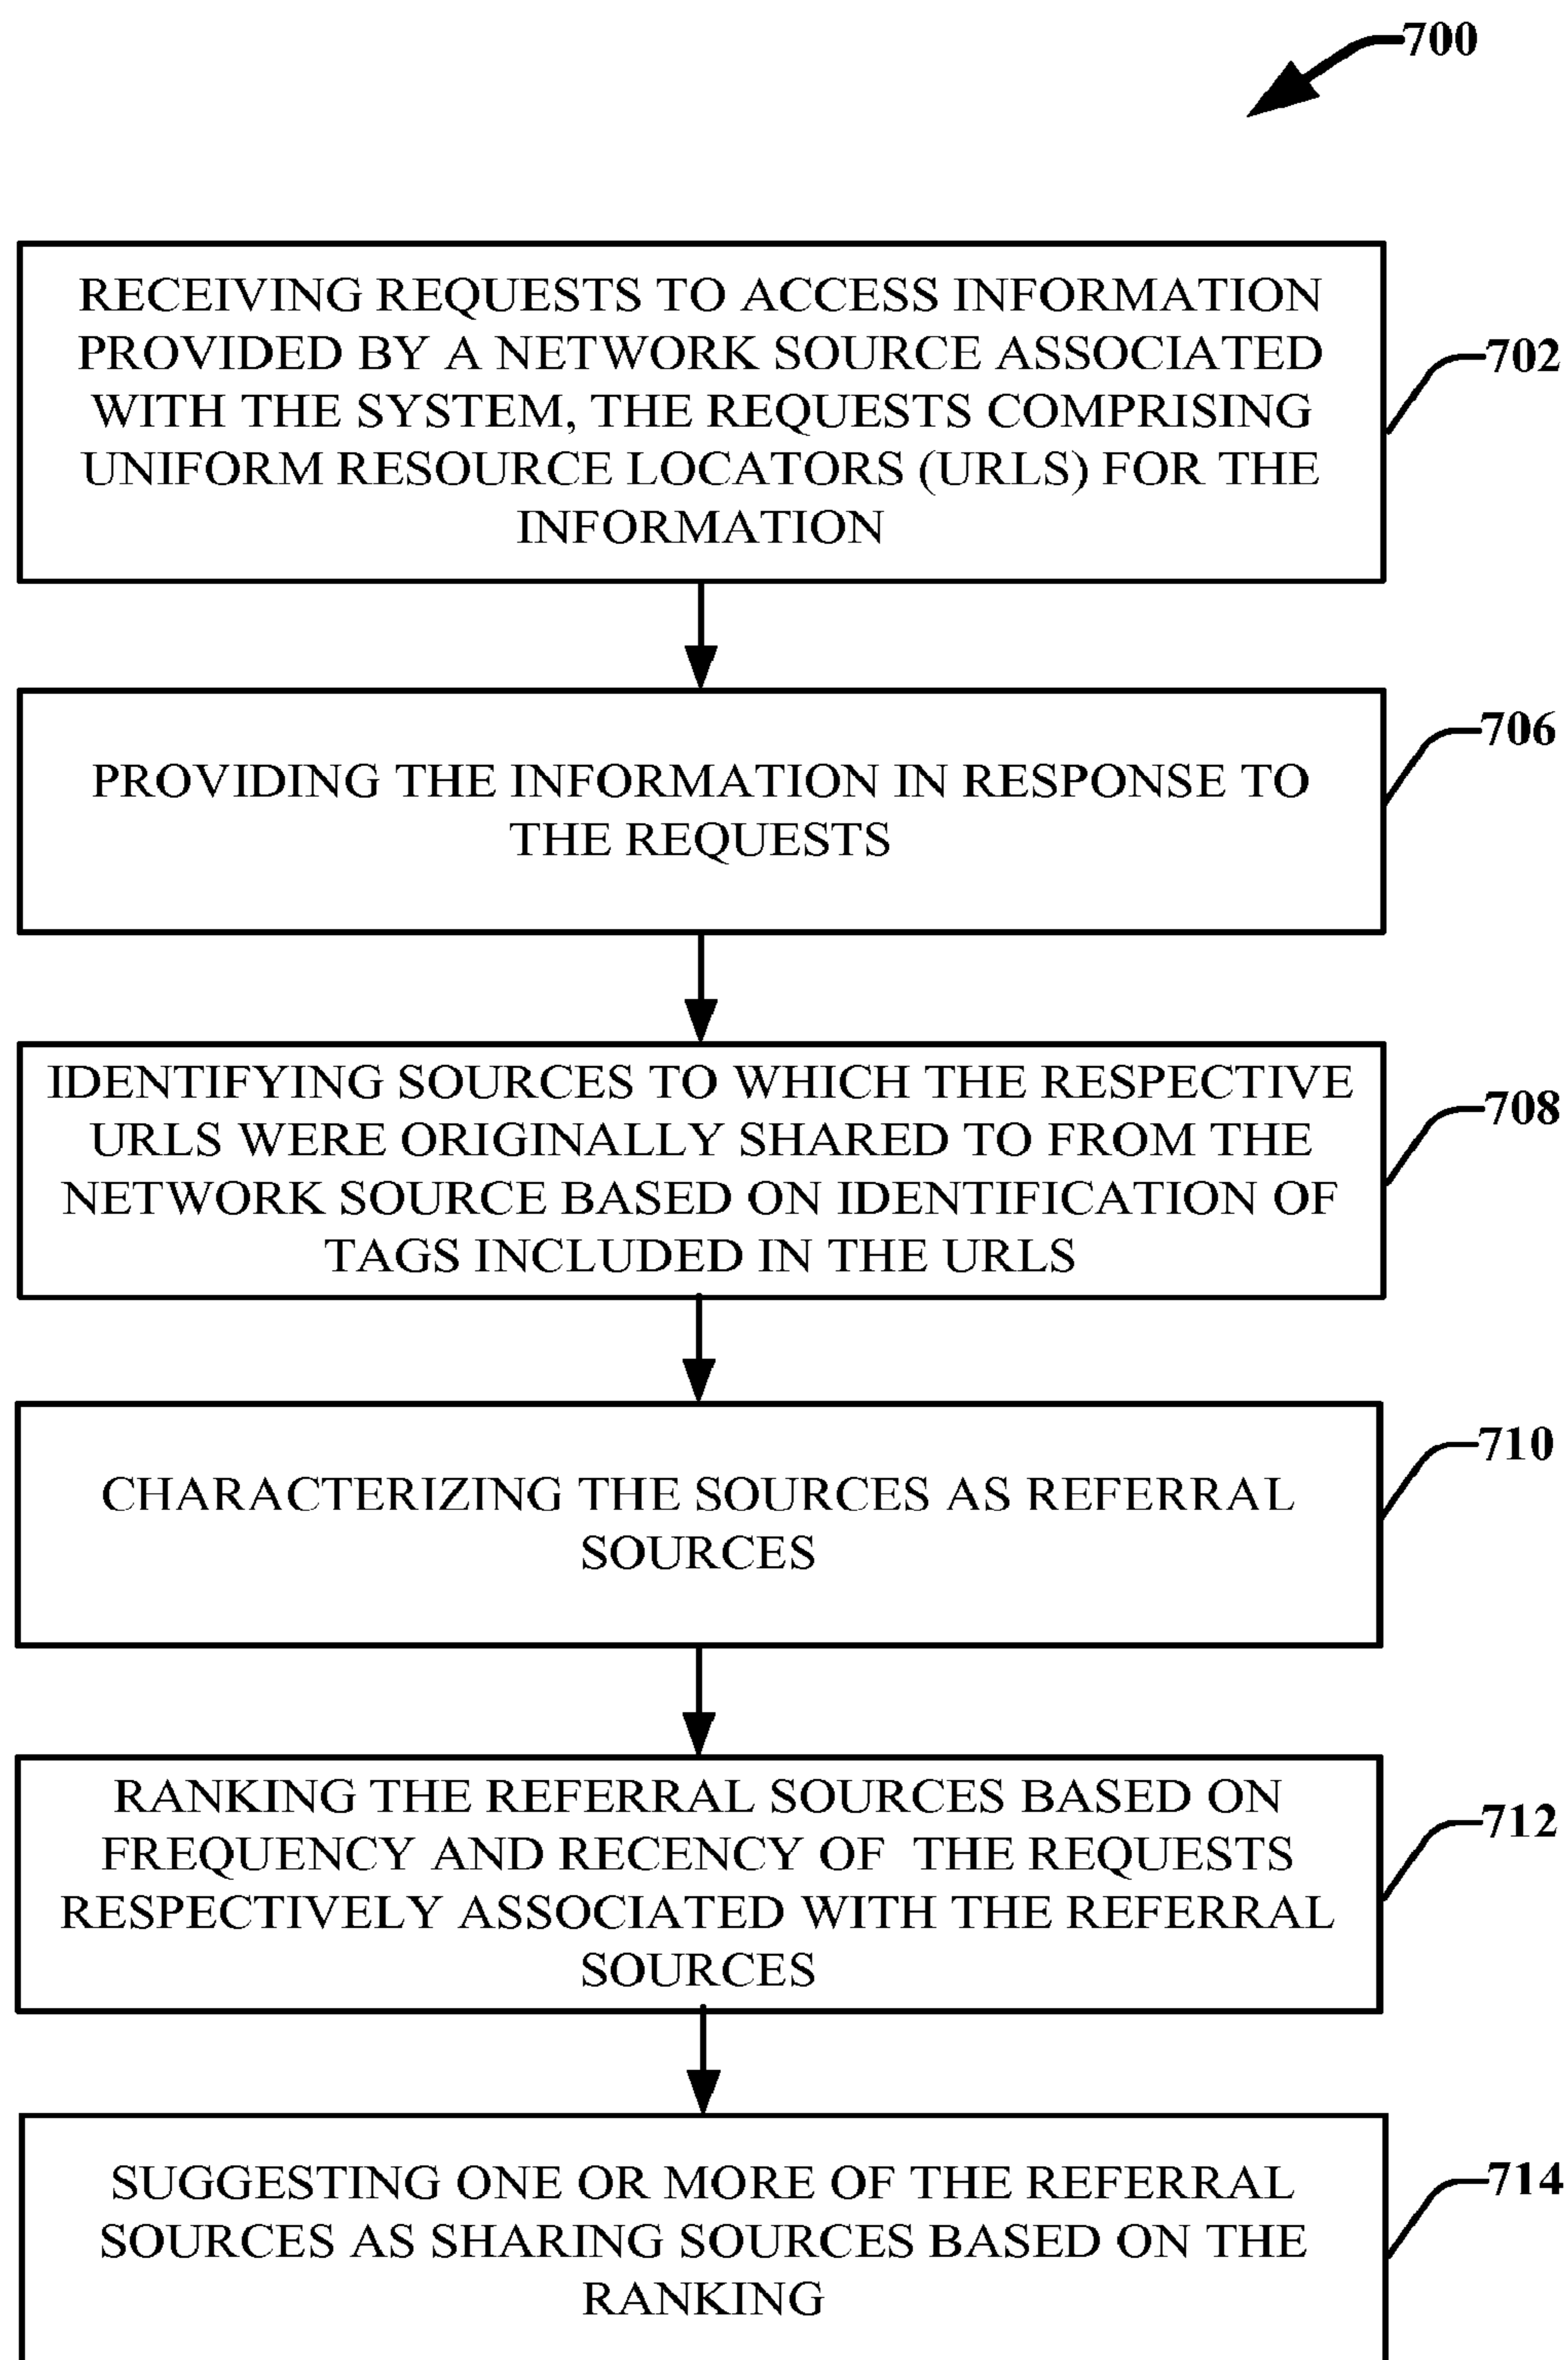 700
RECEIVING REQUESTS TO ACCESS INFORMATION
PROVIDED BY A NETWORK SOURCE ASSOCIATED
WITH THE SYSTEM, THE REQUESTS COMPRISING
UNIFORM RESOURCE LOCATORS (URLS) FOR THE
INFORMATION
702
PROVIDING THE INFORMATION IN RESPONSE TO
THE REQUESTS
706
IDENTIFYING SOURCES TO WHICH THE RESPECTIVE
URLS WERE ORIGINALLY SHARED TO FROM THE
NETWORK SOURCE BASED ON IDENTIFICATION OF
TAGS INCLUDED IN THE URLS
708
CHARACTERIZING THE SOURCES AS REFERRAL
SOURCES
710
RANKING THE REFERRAL SOURCES BASED ON
FREQUENCY AND RECENCY OF THE REQUESTS
RESPECTIVELY ASSOCIATED WITH THE REFERRAL
SOURCES
712
SUGGESTING ONE OR MORE OF THE REFERRAL
SOURCES AS SHARING SOURCES BASED ON THE
RANKING
714